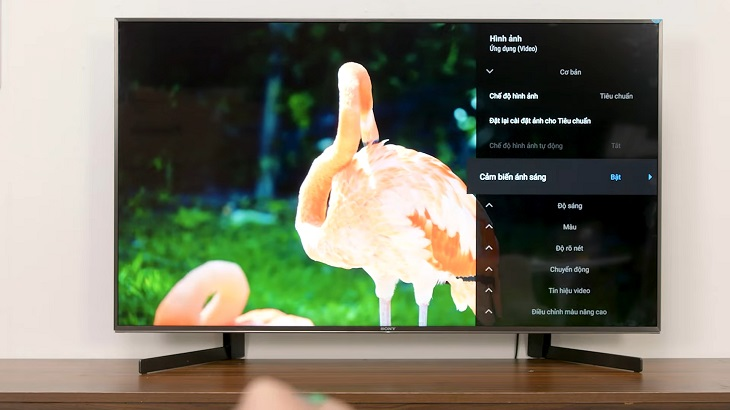 Hình ảnh
Ứng dụng (Video)
Cơ bản
Chế độ hình ảnh Tiêu chuẩn
Đặt lại cài đặt ảnh cho Tiêu chuẩn
Chế độ hình ảnh tự động Tắt
Cảm biến ánh sáng Bật
Độ sáng
Màu
Độ rõ nét
Chuyển động
Tín hiệu video
Điều chỉnh màu nâng cao
SONY